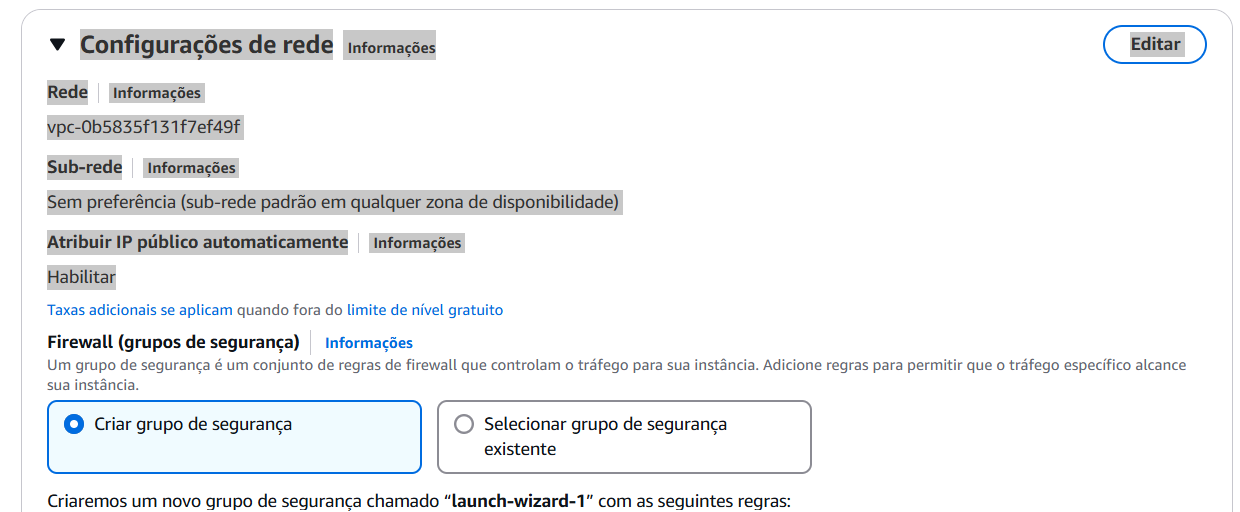 Configurações de rede Informações Editar
Rede Informações
vpc-0b5835f131f7ef49f
Sub-rede Informações
Sem preferência (sub-rede padrão em qualquer zona de disponibilidade)
Atribuir IP público automaticamente Informações
Habilitar
Taxas adicionais se aplicam quando fora do limite de nível gratuito
Firewall (grupos de segurança) Informações
Um grupo de segurança é um conjunto de regras de firewall que controlam o tráfego para sua instância. Adicione regras para permitir que o tráfego específico alcance
sua instância.
Criar grupo de segurança
Selecionar grupo de segurança
existente
Criaremos um novo grupo de segurança chamado “launch-wizard-1” com as seguintes regras: